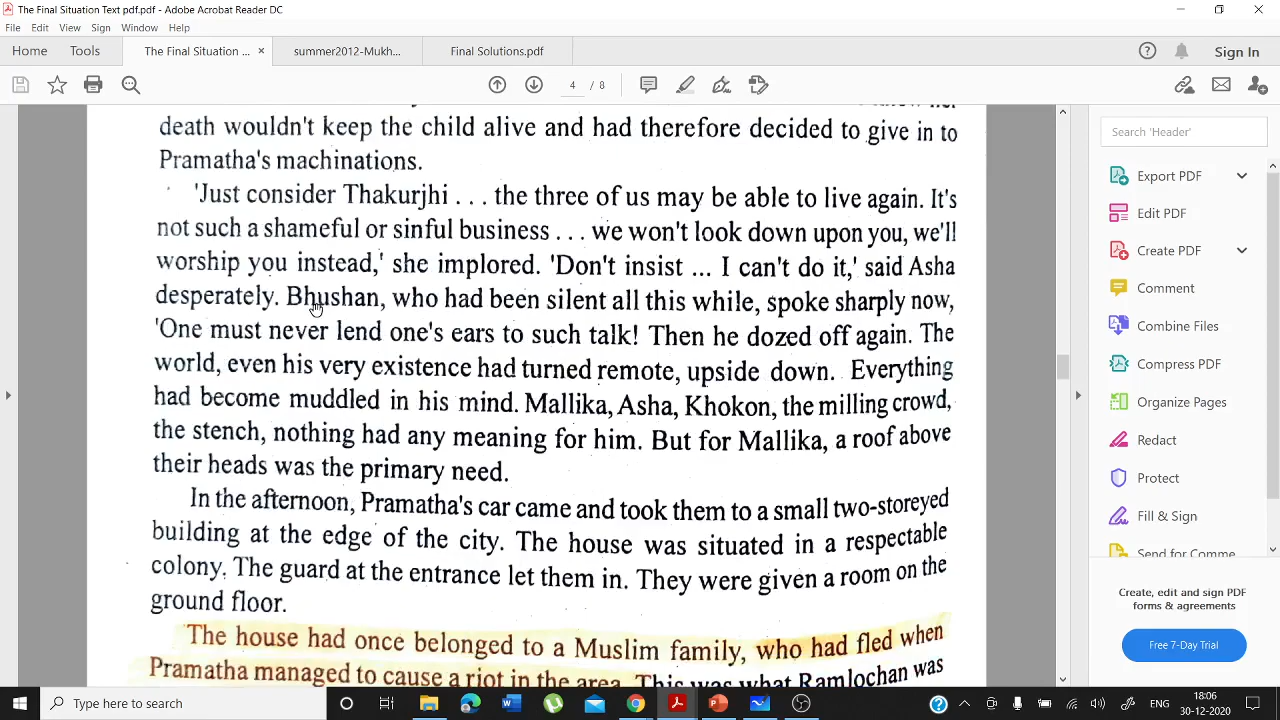 The Final Situation Text pdf.pdf - Adobe Acrobat Reader DC
File Edit View Sign Window Help
Home Tools The Final Situation ... × summer2012-Mukh... Final Solutions.pdf Sign In
4 / 8
death wouldn't keep the child alive and had therefore decided to give in to
Pramatha's machinations.
'Just consider Thakurjhi . . . the three of us may be able to live again. It's
not such a shameful or sinful business . . . we won't look down upon you, we'll
worship you instead,' she implored. 'Don't insist ... I can't do it,' said Asha
desperately. Bhushan, who had been silent all this while, spoke sharply now,
'One must never lend one's ears to such talk! Then he dozed off again. The
world, even his very existence had turned remote, upside down. Everything
had become muddled in his mind. Mallika, Asha, Khokon, the milling crowd,
the stench, nothing had any meaning for him. But for Mallika, a roof above
their heads was the primary need.
In the afternoon, Pramatha's car came and took them to a small two-storeyed
building at the edge of the city. The house was situated in a respectable
colony. The guard at the entrance let them in. They were given a room on the
ground floor.
The house had once belonged to a Muslim family, who had fled when
Pramatha managed to cause a riot in the area. This was what Ramlochan was
Search 'Header'
Export PDF
Edit PDF
Create PDF
Comment
Combine Files
Compress PDF
Organize Pages
Redact
Protect
Fill & Sign
Send for Comme
Create, edit and sign PDF
forms & agreements
Free 7-Day Trial
Type here to search
ENG
18:06
30-12-2020